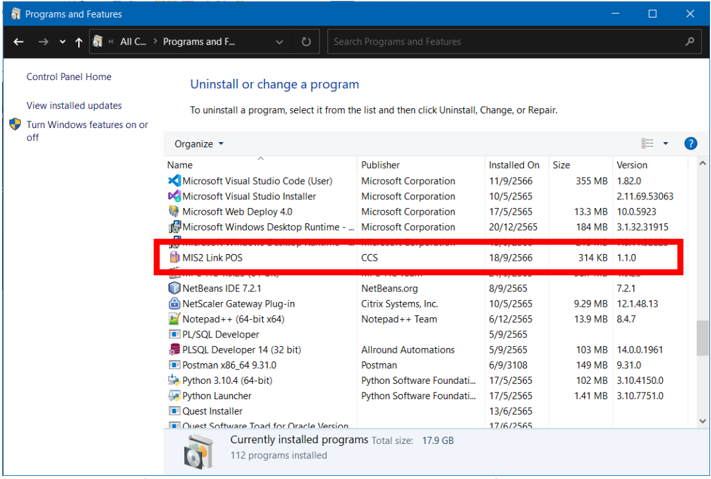 Programs and Features
All C... > Programs and F...
Search Programs and Features
Control Panel Home
View installed updates
Turn Windows features on or
off
Uninstall or change a program
To uninstall a program, select it from the list and then click Uninstall, Change, or Repair.
Organize
Name Publisher Installed On Size Version
Microsoft Visual Studio Code (User) Microsoft Corporation 11/9/2566 355 MB 1.82.0
Microsoft Visual Studio Installer Microsoft Corporation 10/5/2565 2.11.69.53063
Microsoft Web Deploy 4.0 Microsoft Corporation 17/5/2565 13.3 MB 10.0.5923
Microsoft Windows Desktop Runtime - ... Microsoft Corporation 20/12/2565 184 MB 3.1.32.31915
MIS2 Link POS CCS 18/9/2566 314 KB 1.1.0
NetBeans IDE 7.2.1 NetBeans.org 8/9/2565 7.2.1
NetScaler Gateway Plug-in Citrix Systems, Inc. 10/5/2565 9.29 MB 12.1.48.13
Notepad++ (64-bit x64) Notepad++ Team 6/12/2565 13.9 MB 8.4.7
PL/SQL Developer 5/9/2565
PLSQL Developer 14 (32 bit) Allround Automations 5/9/2565 103 MB 14.0.0.1961
Postman x86_64 9.31.0 Postman 6/9/3108 149 MB 9.31.0
Python 3.10.4 (64-bit) Python Software Foundati... 17/5/2565 102 MB 3.10.4150.0
Python Launcher Python Software Foundati... 17/5/2565 1.41 MB 3.10.7751.0
Quest Installer 13/6/2565
Quest Software Toad for Oracle Version 17/6/2565
Currently installed programs Total size: 17.9 GB
112 programs installed